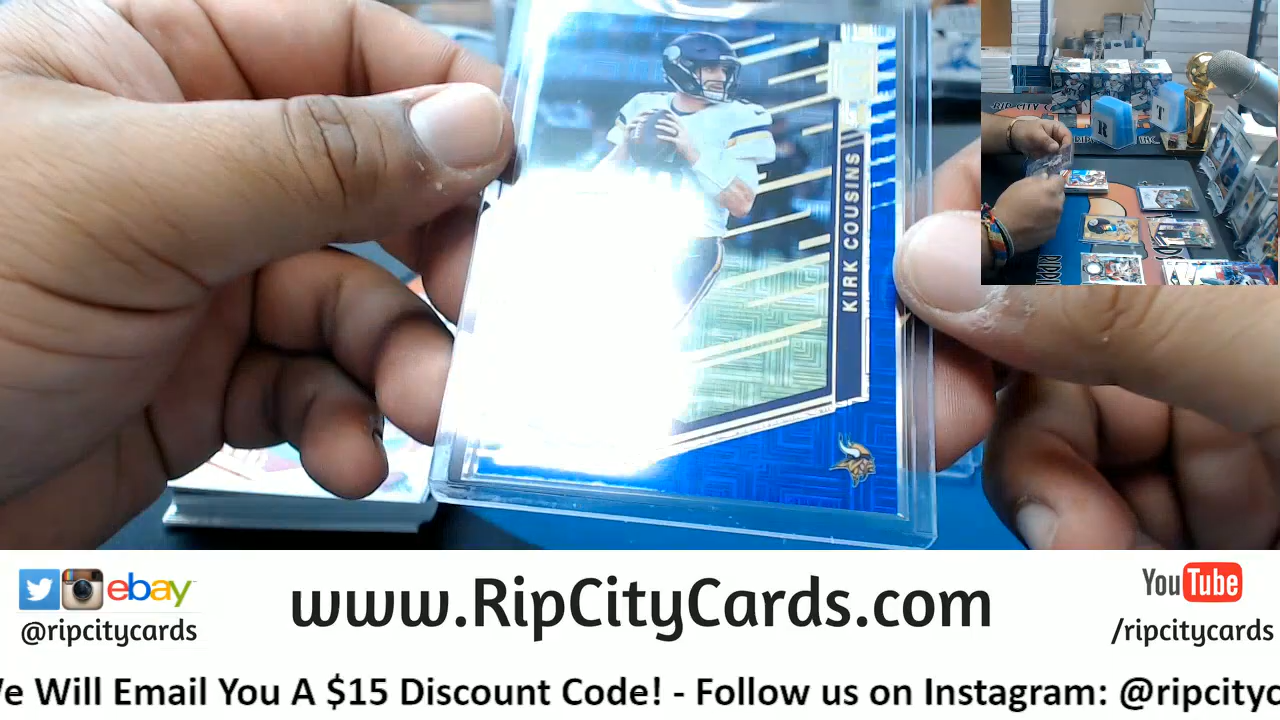 KIRK COUSINS
R
T
ebay
@ripcitycards
www.RipCityCards.com
YouTube
/ripcitycards
We Will Email You A $15 Discount Code! - Follow us on Instagram: @ripcityc